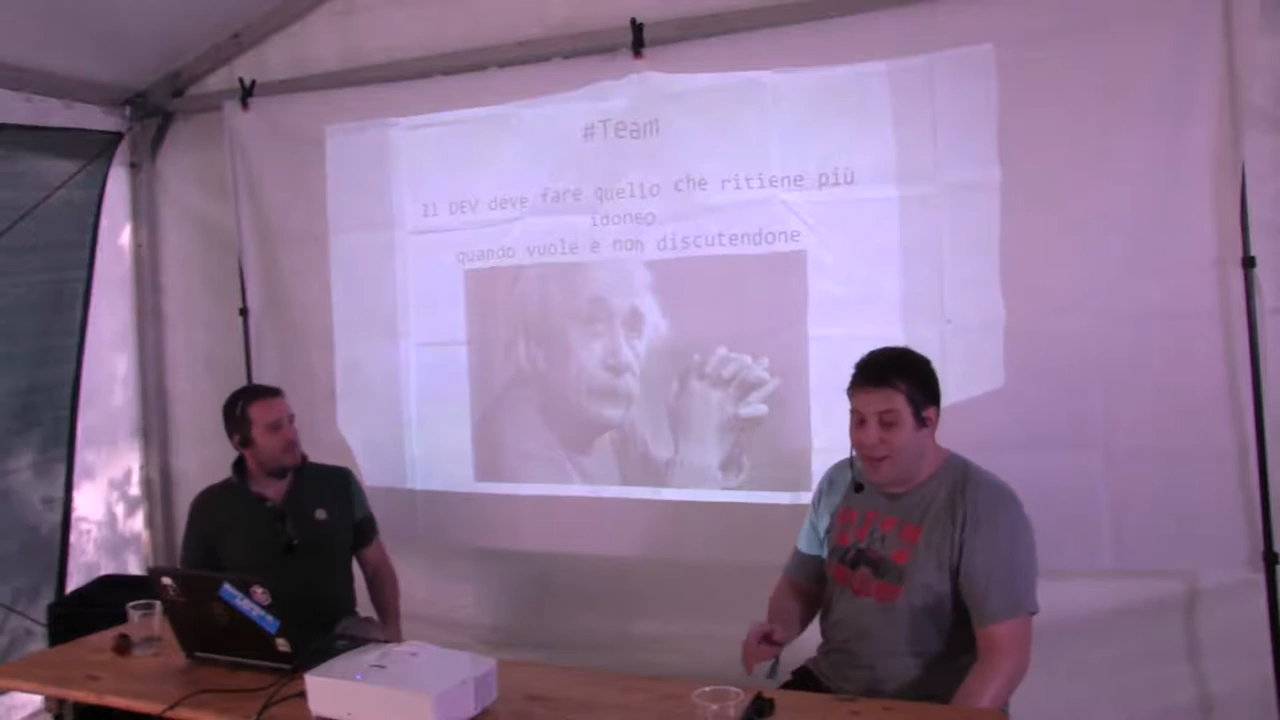 #Team
Il DEV deve fare quello che ritiene più
idoneo
quando vuole e non discutendone